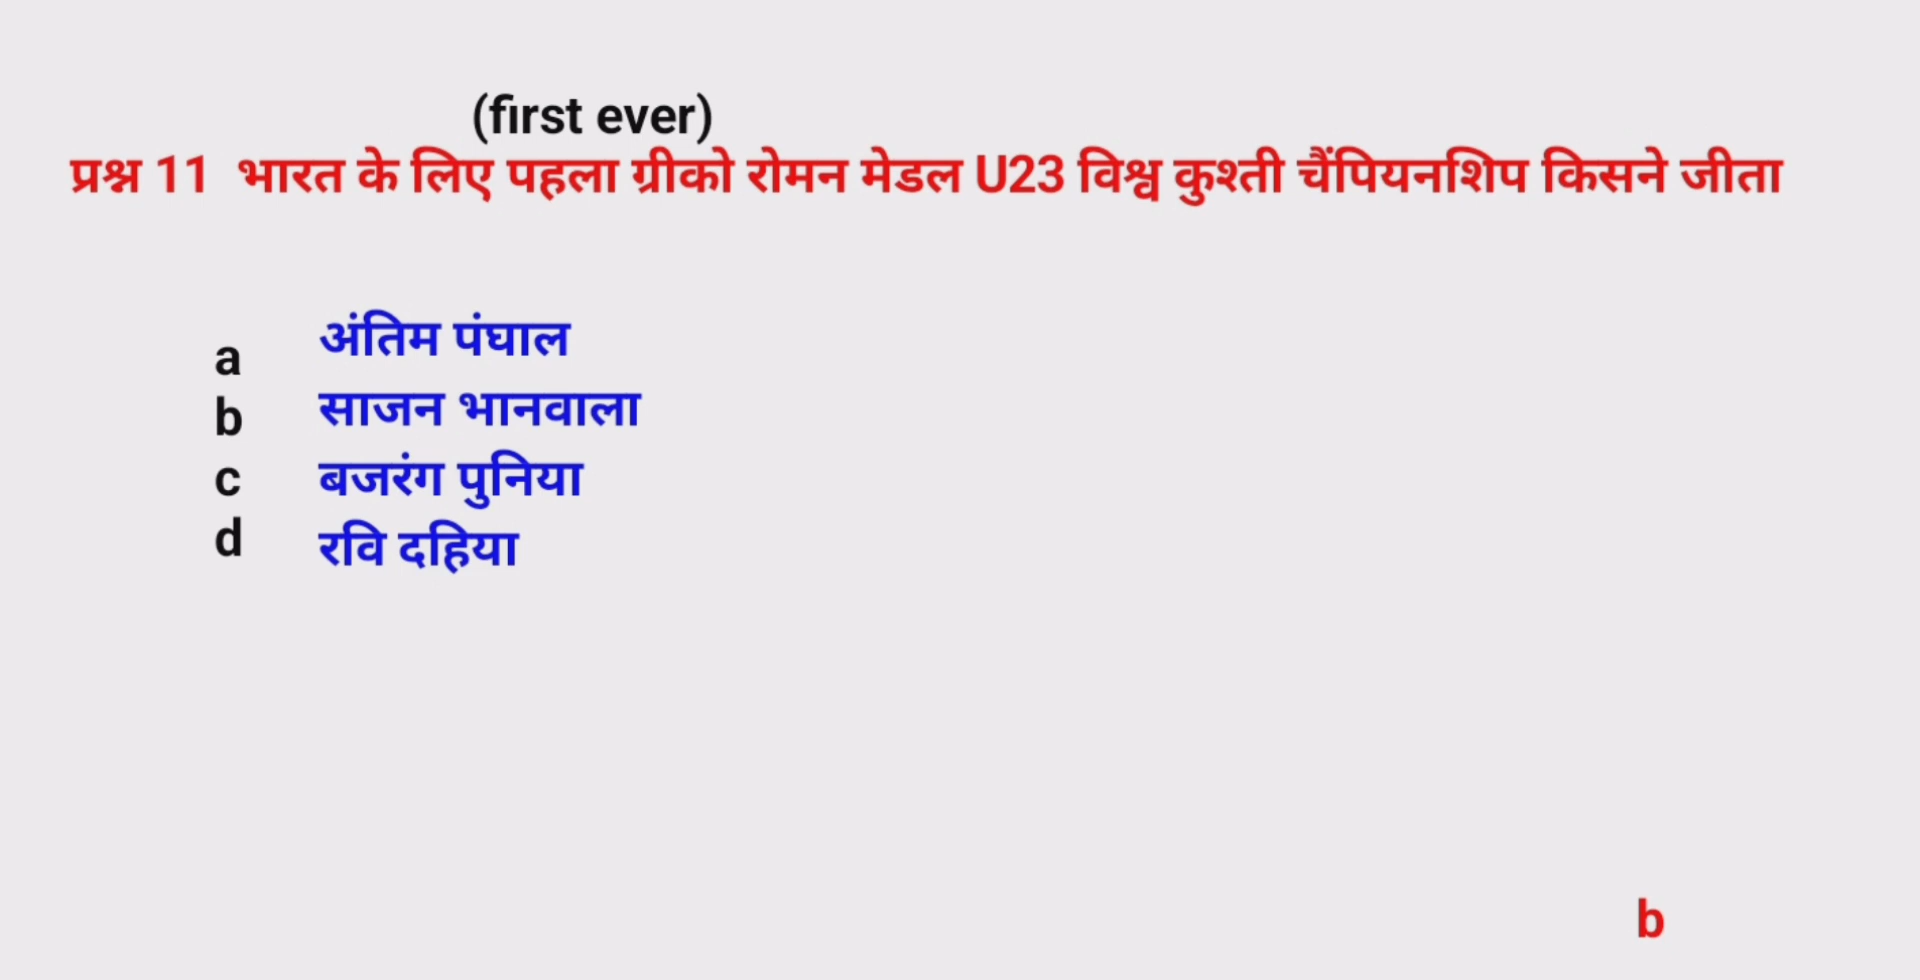 (first ever)
प्रश्न 11 भारत के लिए पहला ग्रीको रोमन मेडल U23 विश्व कुश्ती चैंपियनशिप किसने जीता
a अंतिम पंघाल
b साजन भानवाला
c बजरंग पुनिया
d रवि दहिया
b